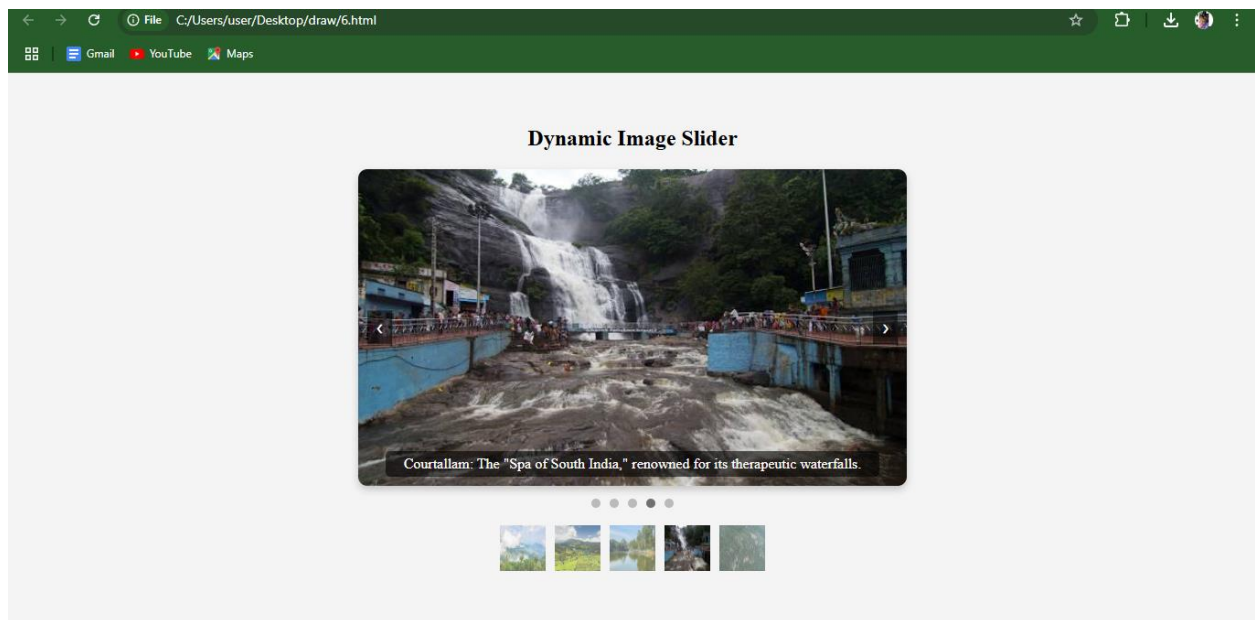 File C:/Users/user/Desktop/draw/6.html
Gmail YouTube Maps
Dynamic Image Slider
‹ ›
Courtallam: The "Spa of South India," renowned for its therapeutic waterfalls.